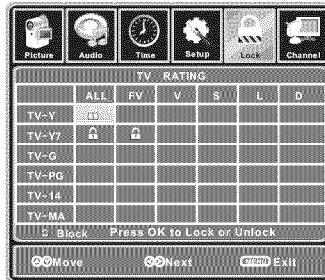 Picture Audio Time Setup Lock Channel
TV RATING
ALL FV V S L D
TV-Y
TV-Y7
TV-G
TV-PG
TV-14
TV-MA
Block Press OK to Lock or Unlock
Move Next MENU Exit